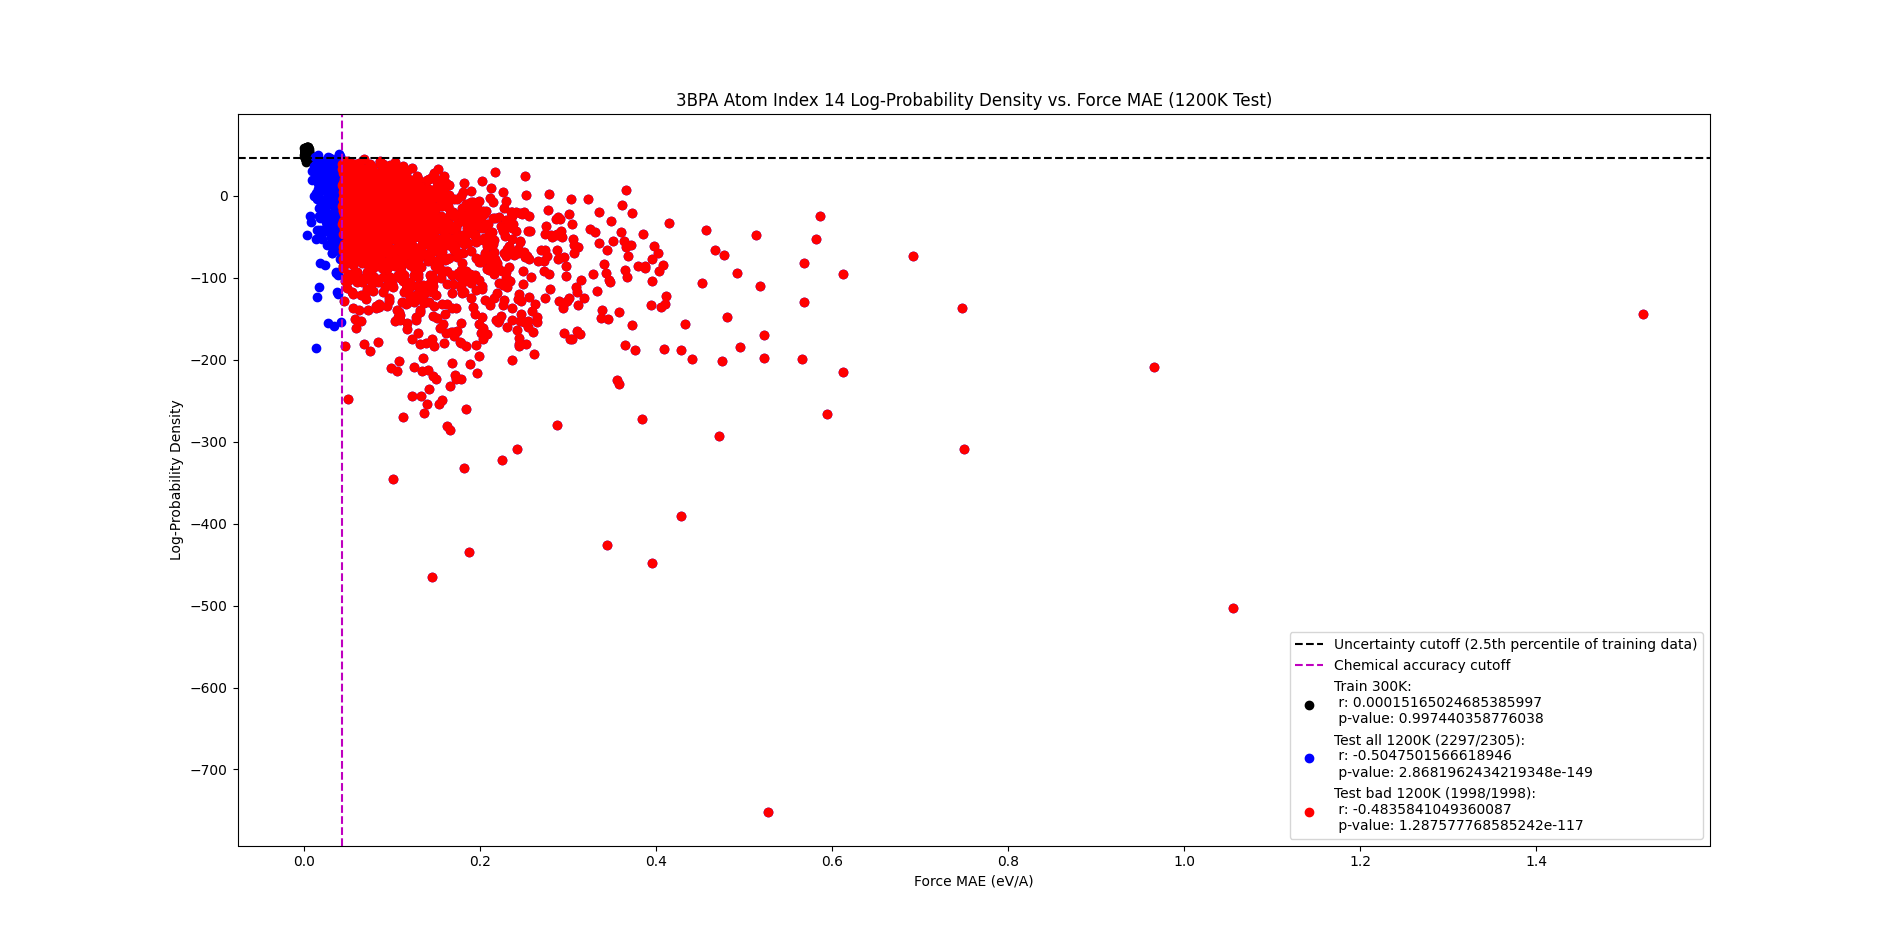 3BPA Atom Index 14 Log-Probability Density vs. Force MAE (1200K Test)
Log-Probability Density
0
−100
−200
−300
−400
−500
−600
−700
0.0 0.2 0.4 0.6 0.8 1.0 1.2 1.4
Force MAE (eV/A)
Uncertainty cutoff (2.5th percentile of training data)
Chemical accuracy cutoff
Train 300K:
r: 0.00015165024685385997
p-value: 0.997440358776038
Test all 1200K (2297/2305):
r: -0.5047501566618946
p-value: 2.8681962434219348e-149
Test bad 1200K (1998/1998):
r: -0.4835841049360087
p-value: 1.287577768585242e-117